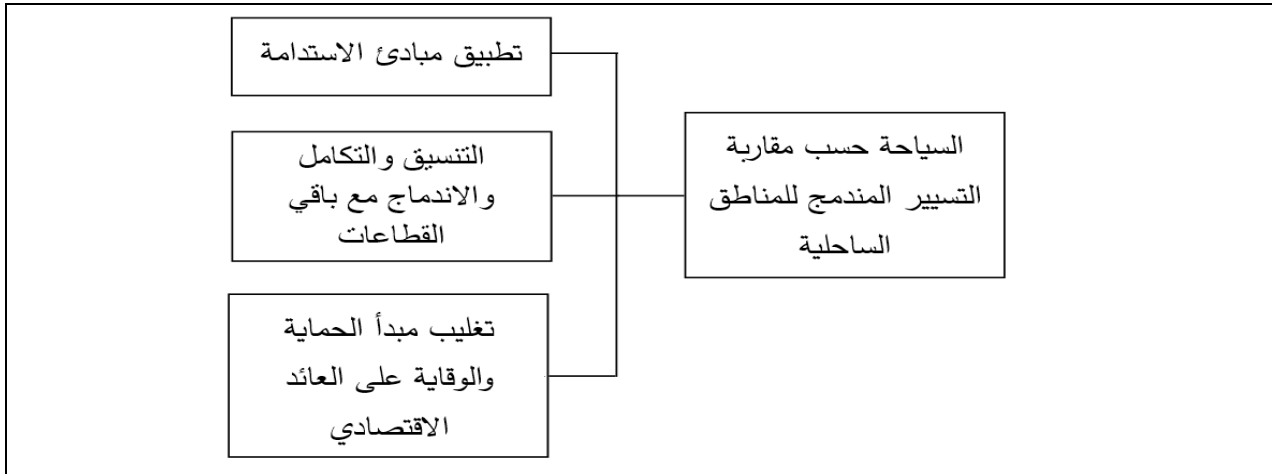 السياحة حسب مقاربة
التسيير المندمج للمناطق
الساحلية
تطبيق مبادئ الاستدامة
التنسيق والتكامل
والاندماج مع باقي
القطاعات
تغليب مبدأ الحماية
والوقاية على العائد
الاقتصادي